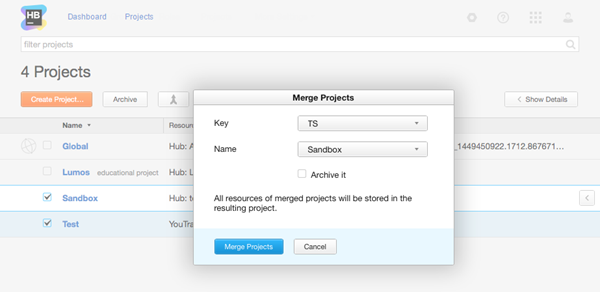 HB
Dashboard Projects
filter projects
4 Projects
Create Project... Archive
Show Details
Name Resour
Global Hub: A _1449450922.1712.867671...
Lumos educational project Hub: L
Sandbox Hub: te
Test YouTra
Merge Projects
Key TS
Name Sandbox
Archive it
All resources of merged projects will be stored in the
resulting project.
Merge Projects Cancel